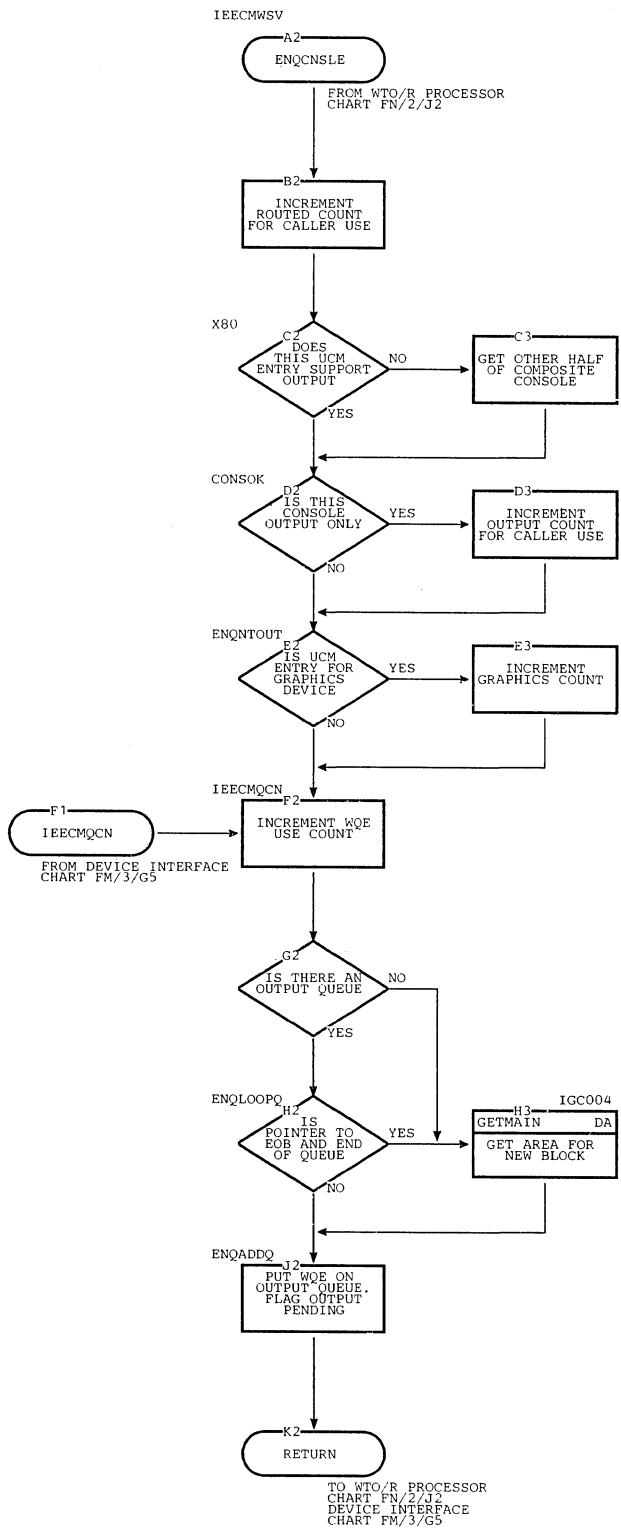 IEECMWSV
A2
ENQCNSLE
FROM WTO/R PROCESSOR
CHART FN/2/J2
B2
INCREMENT
ROUTED COUNT
FOR CALLER USE
X80
C2
DOES
THIS UCM
ENTRY SUPPORT
OUTPUT
NO
YES
C3
GET OTHER HALF
OF COMPOSITE
CONSOLE
CONSOK
D2
IS THIS
CONSOLE
OUTPUT ONLY
YES
NO
D3
INCREMENT
OUTPUT COUNT
FOR CALLER USE
ENQNTOUT
E2
IS UCM
ENTRY FOR
GRAPHICS
DEVICE
YES
NO
E3
INCREMENT
GRAPHICS COUNT
IEECMQCN
F1
IEECMQCN
FROM DEVICE INTERFACE
CHART FM/3/G5
F2
INCREMENT WQE
USE COUNT
G2
IS THERE AN
OUTPUT QUEUE
NO
YES
ENQLOOPQ
H2
IS
POINTER TO
EOB AND END
OF QUEUE
YES
NO
IGC004
H3
GETMAIN DA
GET AREA FOR
NEW BLOCK
ENQADDQ
J2
PUT WQE ON
OUTPUT QUEUE.
FLAG OUTPUT
PENDING
K2
RETURN
TO WTO/R PROCESSOR
CHART FN/2/J2
DEVICE INTERFACE
CHART FM/3/G5